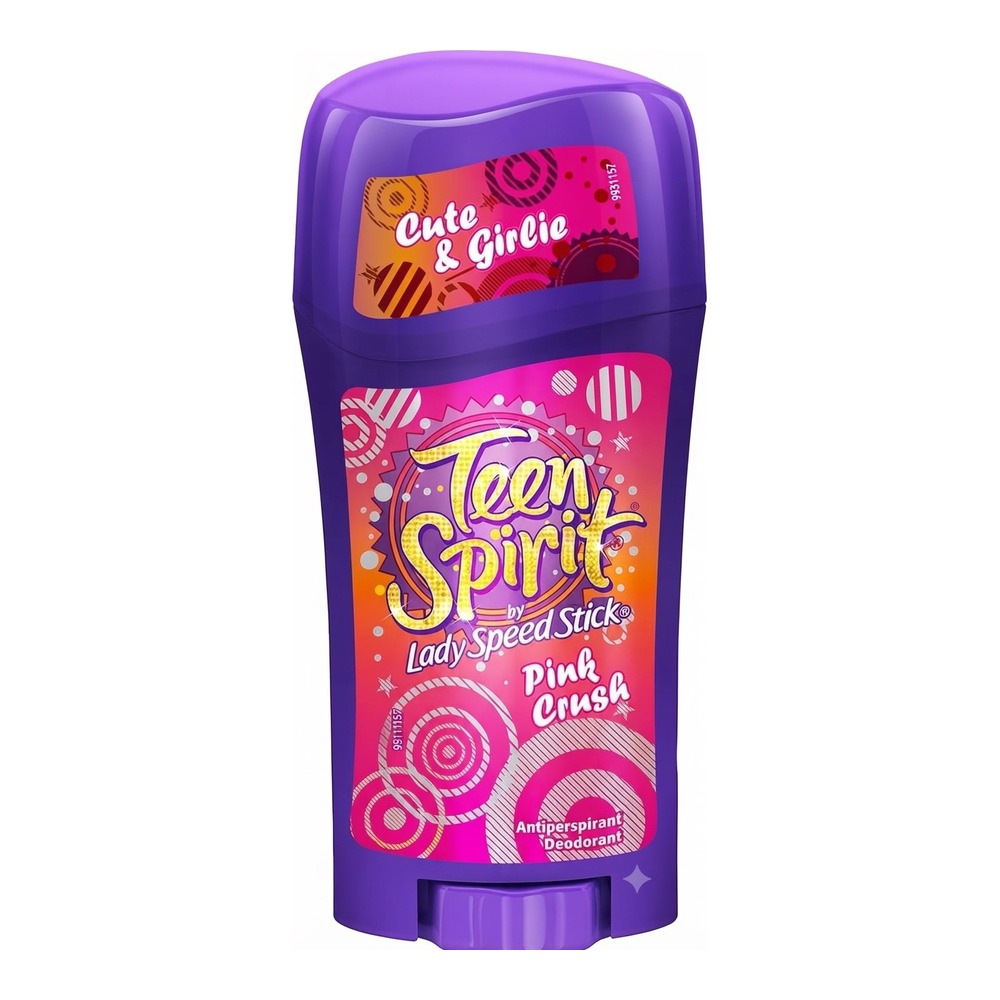 Cute
& Girlie
9931157
Teen
Spirit®
by
Lady Speed Stick®
Pink
Crush
99111157
Antiperspirant
Deodorant